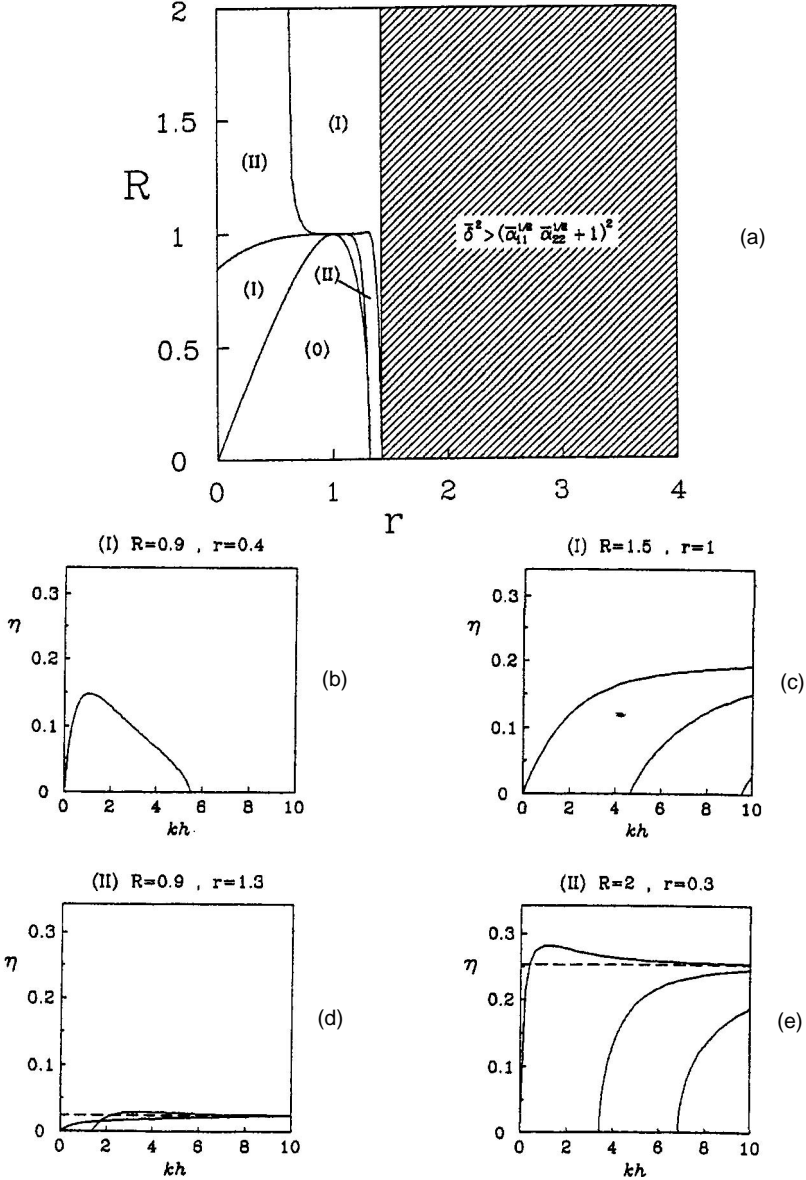 2
1.5
R
1
0.5
0
(II)
(I)
(I)
(II)
(0)
δ̄² > (ᾱ₁₁^{1/2} ᾱ₂₂^{1/2} + 1)²
(a)
0 1 2 3 4
r
(I) R=0.9 , r=0.4
0.3
η
0.2
0.1
0
0 2 4 6 8 10
kh
(b)
(I) R=1.5 , r=1
0.3
η
0.2
0.1
0
0 2 4 6 8 10
kh
(c)
(II) R=0.9 , r=1.3
0.3
η
0.2
0.1
0
0 2 4 6 8 10
kh
(d)
(II) R=2 , r=0.3
0.3
η
0.2
0.1
0
0 2 4 6 8 10
kh
(e)